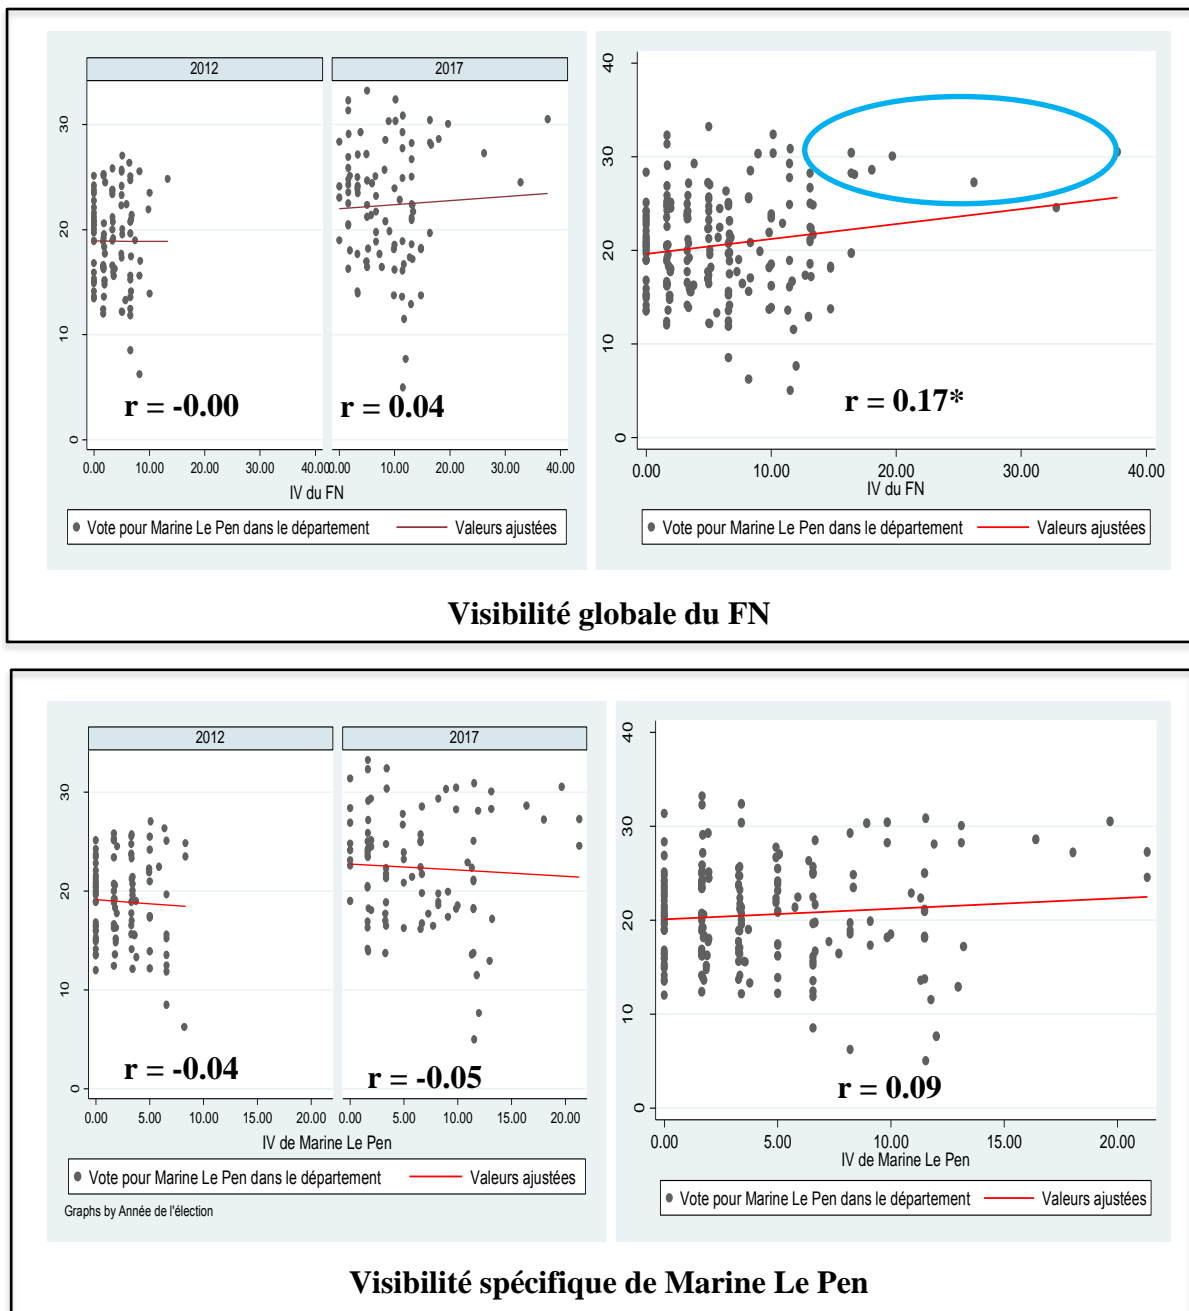 2012 2017
0 10 20 30
0.00 10.00 20.00 30.00 40.00 0.00 10.00 20.00 30.00 40.00
r = -0.00 r = 0.04
IV du FN
Vote pour Marine Le Pen dans le département Valeurs ajustées
0 10 20 30 40
r = 0.17*
0.00 10.00 20.00 30.00 40.00
IV du FN
Vote pour Marine Le Pen dans le département Valeurs ajustées
Visibilité globale du FN
2012 2017
0 10 20 30
r = -0.04 r = -0.05
0.00 5.00 10.00 15.00 20.00 0.00 5.00 10.00 15.00 20.00
IV de Marine Le Pen
Vote pour Marine Le Pen dans le département Valeurs ajustées
Graphs by Année de l'élection
0 10 20 30 40
r = 0.09
0.00 5.00 10.00 15.00 20.00
IV de Marine Le Pen
Vote pour Marine Le Pen dans le département Valeurs ajustées
Visibilité spécifique de Marine Le Pen